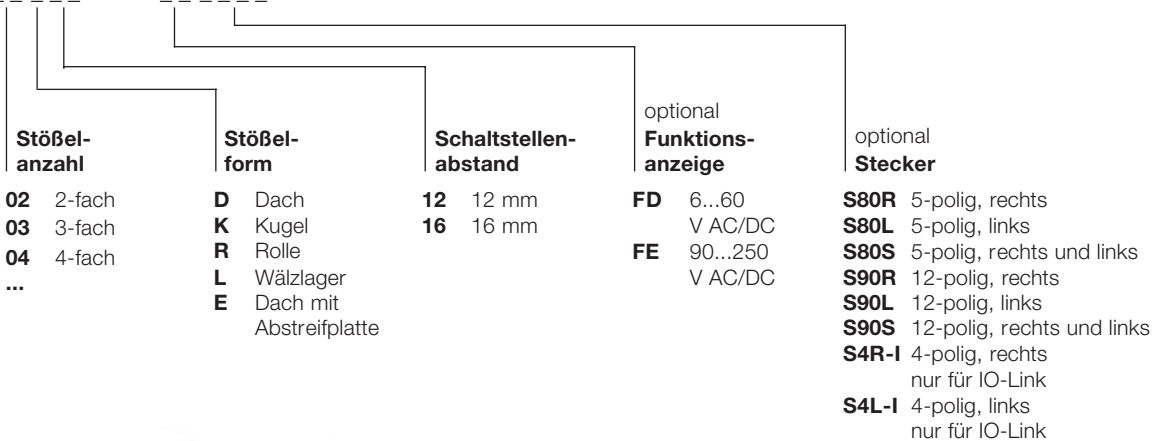 Stößel-
anzahl
02 2-fach
03 3-fach
04 4-fach
...
Stößel-
form
D Dach
K Kugel
R Rolle
L Wälzlager
E Dach mit
Abstreifplatte
Schaltstellen-
abstand
12 12 mm
16 16 mm
optional
Funktions-
anzeige
FD 6...60
V AC/DC
FE 90...250
V AC/DC
optional
Stecker
S80R 5-polig, rechts
S80L 5-polig, links
S80S 5-polig, rechts und links
S90R 12-polig, rechts
S90L 12-polig, links
S90S 12-polig, rechts und links
S4R-I 4-polig, rechts
nur für IO-Link
S4L-I 4-polig, links
nur für IO-Link